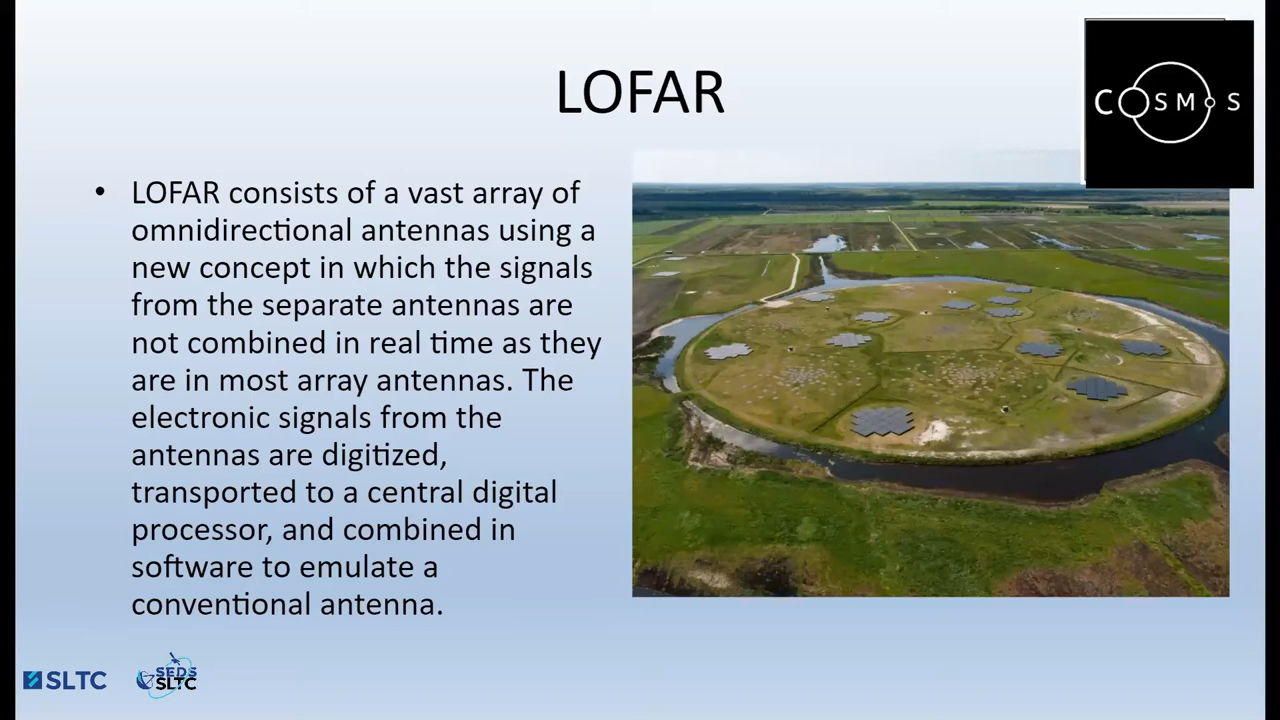 LOFAR
COSMOS
• LOFAR consists of a vast array of
omnidirectional antennas using a
new concept in which the signals
from the separate antennas are
not combined in real time as they
are in most array antennas. The
electronic signals from the
antennas are digitized,
transported to a central digital
processor, and combined in
software to emulate a
conventional antenna.
SLTC
SEDS
SLTC